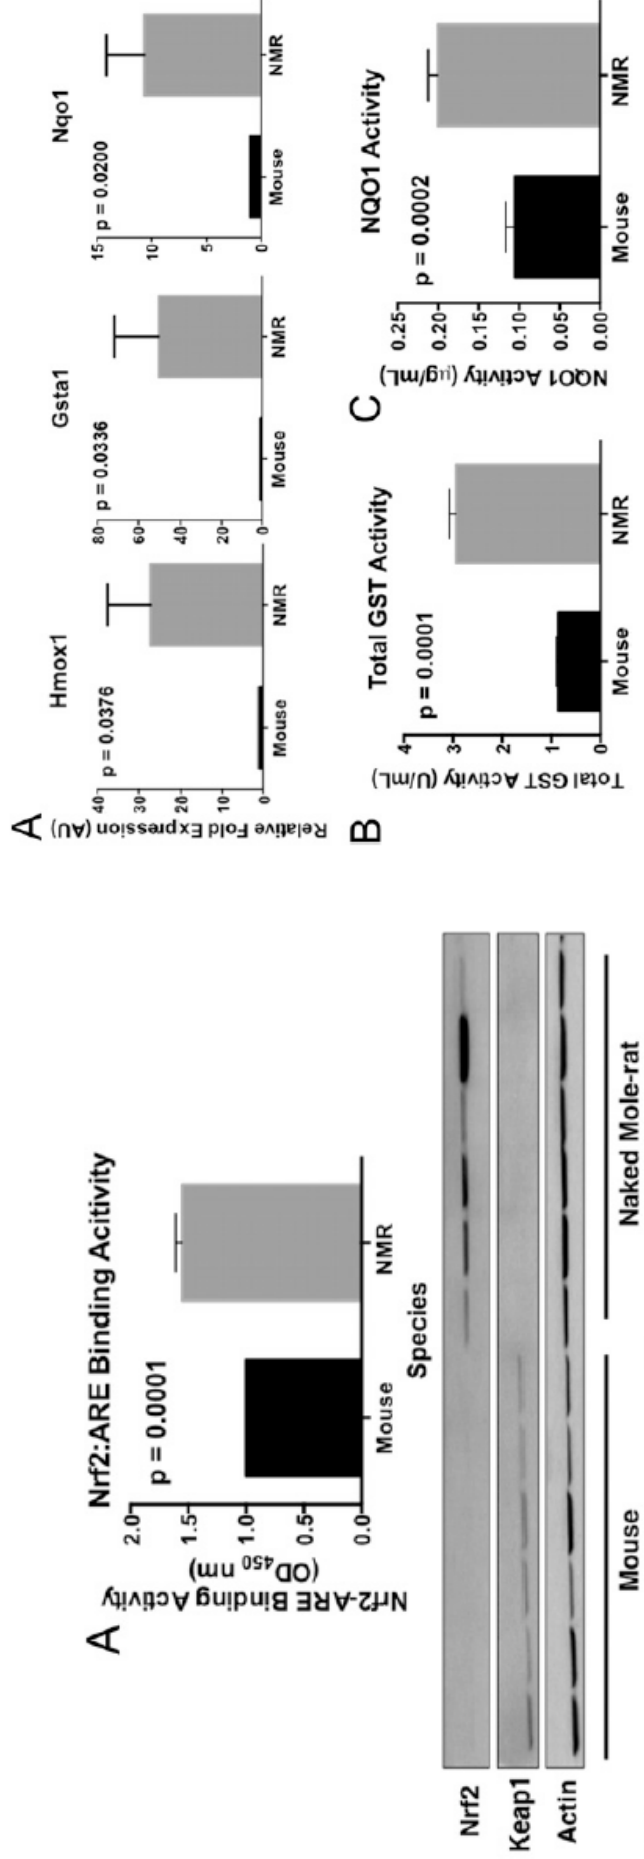 A
Nrf2:ARE Binding Acitivity
p = 0.0001
Nrf2-ARE Binding Activity
(OD450 nm)
2.0
1.5
1.0
0.5
0.0
Mouse
NMR
Species
Nrf2
Keap1
Actin
Mouse
Naked Mole-rat
A
Relative Fold Expression (AU)
Hmox1
p = 0.0376
40
30
20
10
0
Mouse
NMR
Gsta1
p = 0.0336
80
60
40
20
0
Mouse
NMR
Nqo1
p = 0.0200
15
10
5
0
Mouse
NMR
B
Total GST Activity
p = 0.0001
Total GST Activity (U/mL)
4
3
2
1
0
Mouse
NMR
C
NQO1 Activity
p = 0.0002
NQO1 Activity (µg/mL)
0.25
0.20
0.15
0.10
0.05
0.00
Mouse
NMR